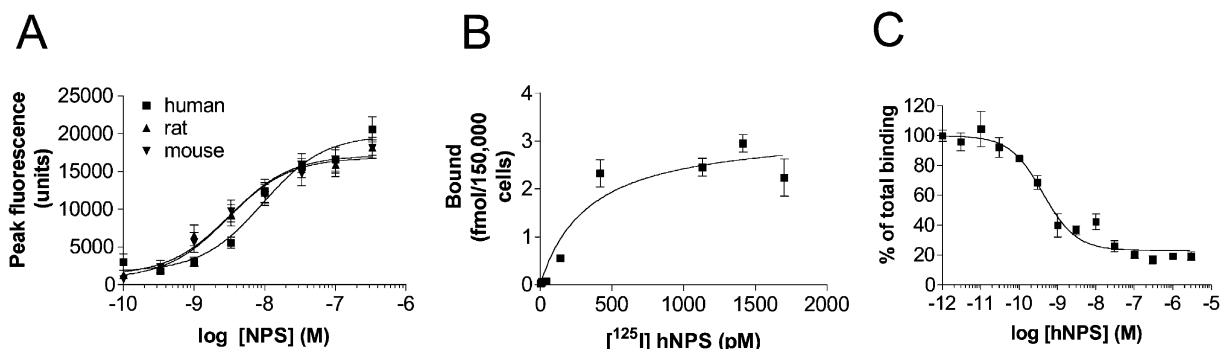 A
Peak fluorescence
(units)
25000
20000
15000
10000
5000
0
human
rat
mouse
-10
-9
-8
-7
-6
log [NPS] (M)
B
Bound
(fmol/150,000
cells)
4
3
2
1
0
0
500
1000
1500
2000
[¹²⁵I] hNPS (pM)
C
% of total binding
120
100
80
60
40
20
0
-12
-11
-10
-9
-8
-7
-6
-5
log [hNPS] (M)